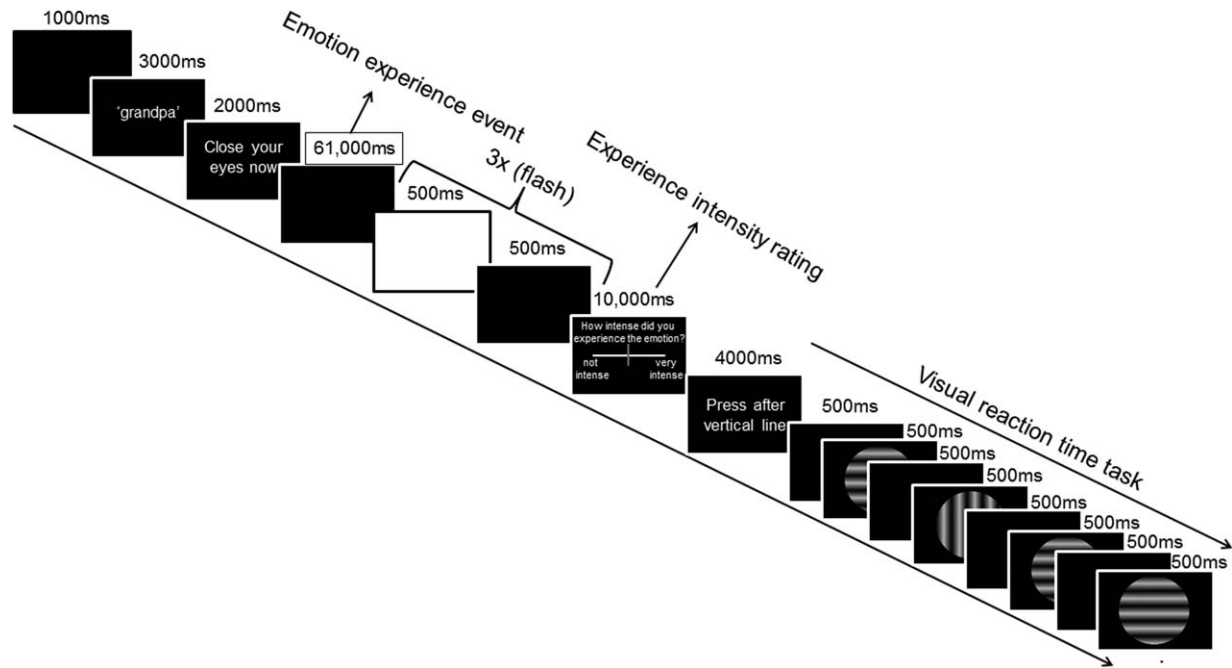 1000ms
3000ms
'grandpa'
2000ms
Close your
eyes now
61,000ms
Emotion experience event
500ms
3x (flash)
500ms
10,000ms
Experience intensity rating
How intense did you
experience the emotion?
not
intense
very
intense
4000ms
Press after
vertical line
Visual reaction time task
500ms
500ms
500ms
500ms
500ms
500ms
500ms
500ms